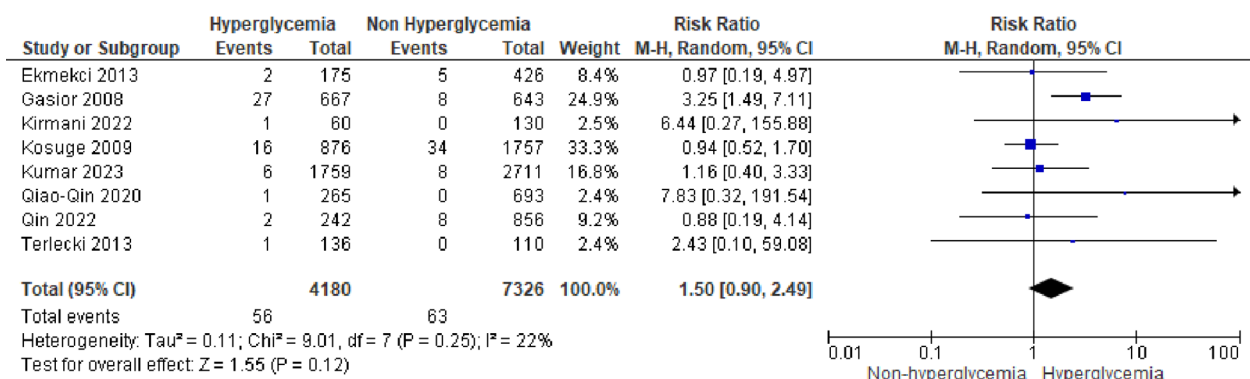 Hyperglycemia Non Hyperglycemia Risk Ratio Risk Ratio
Study or Subgroup Events Total Events Total Weight M-H, Random, 95% CI M-H, Random, 95% CI
Ekmekci 2013 2 175 5 426 8.4% 0.97 [0.19, 4.97]
Gasior 2008 27 667 8 643 24.9% 3.25 [1.49, 7.11]
Kirmani 2022 1 60 0 130 2.5% 6.44 [0.27, 155.88]
Kosuge 2009 16 876 34 1757 33.3% 0.94 [0.52, 1.70]
Kumar 2023 6 1759 8 2711 16.8% 1.16 [0.40, 3.33]
Qiao-Qin 2020 1 265 0 693 2.4% 7.83 [0.32, 191.54]
Qin 2022 2 242 8 856 9.2% 0.88 [0.19, 4.14]
Terlecki 2013 1 136 0 110 2.4% 2.43 [0.10, 59.08]
Total (95% CI) 4180 7326 100.0% 1.50 [0.90, 2.49]
Total events 56 63
Heterogeneity: Tau² = 0.11; Chi² = 9.01, df = 7 (P = 0.25); I² = 22%
Test for overall effect: Z = 1.55 (P = 0.12)
0.01 0.1 1 10 100
Non-hyperglycemia Hyperglycemia